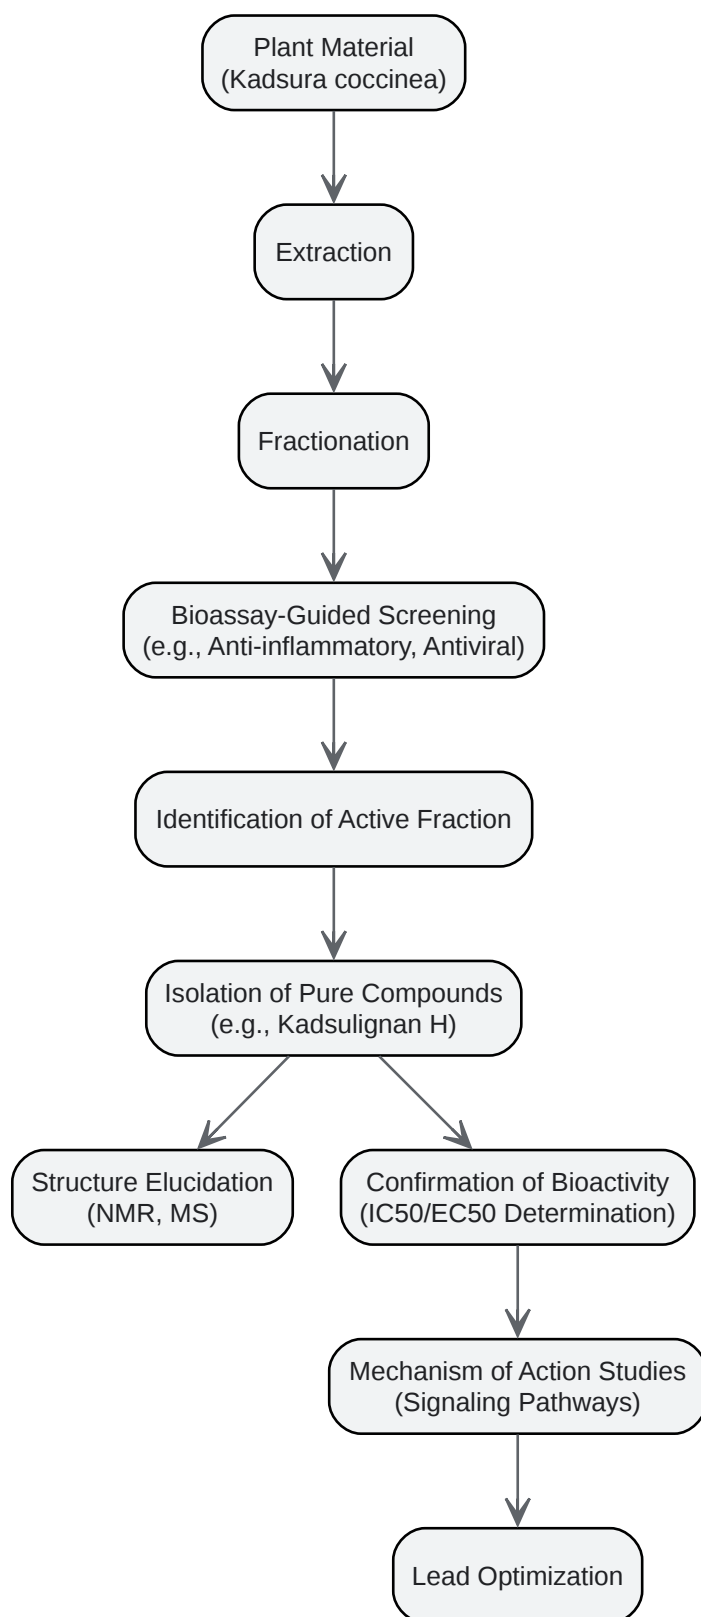 Plant Material
(Kadsura coccinea)
Extraction
Fractionation
Bioassay-Guided Screening
(e.g., Anti-inflammatory, Antiviral)
Identification of Active Fraction
Isolation of Pure Compounds
(e.g., Kadsulignan H)
Structure Elucidation
(NMR, MS)
Confirmation of Bioactivity
(IC50/EC50 Determination)
Mechanism of Action Studies
(Signaling Pathways)
Lead Optimization